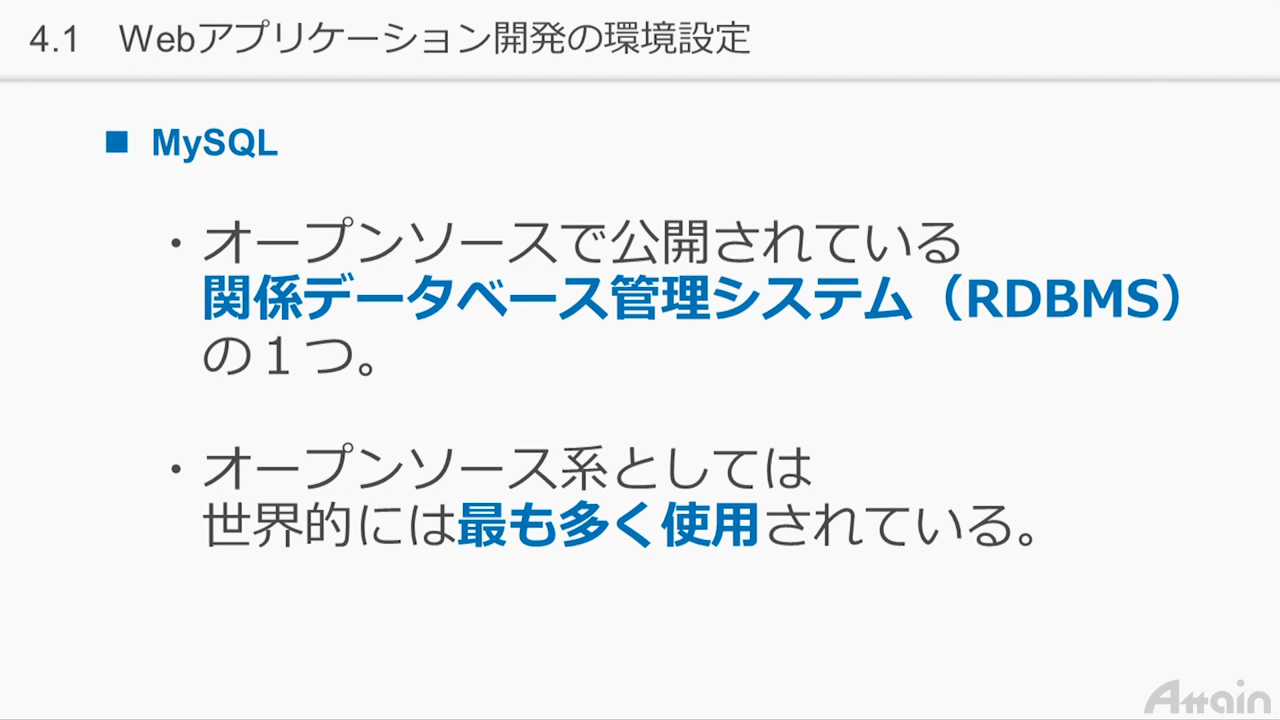 4.1 Webアプリケーション開発の環境設定
■ MySQL
・オープンソースで公開されている
関係データベース管理システム（RDBMS）
の１つ。
・オープンソース系としては
世界的には最も多く使用されている。
Attain